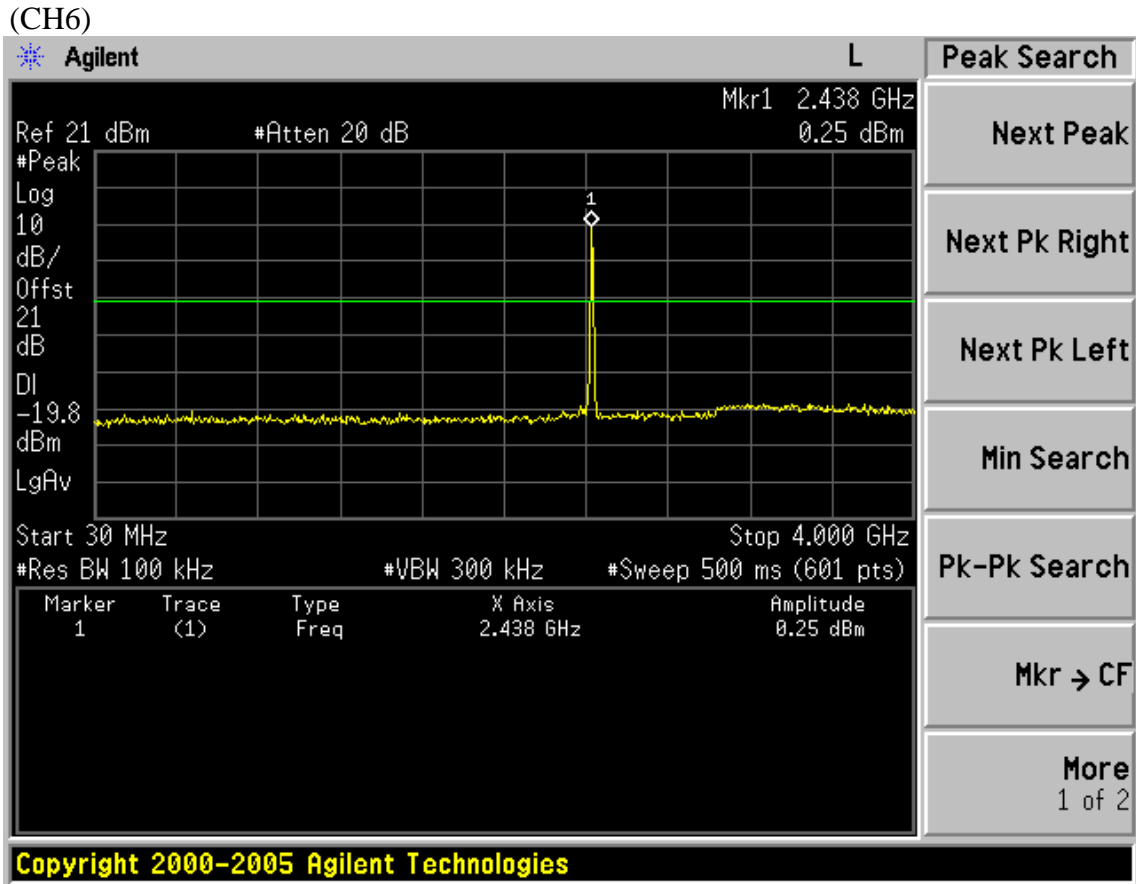 (CH6)
Agilent L Peak Search
Mkr1 2.438 GHz
Ref 21 dBm #Atten 20 dB 0.25 dBm
#Peak
Log
10
dB/
Offst
21
dB
DI
-19.8
dBm
LgAv
1
Start 30 MHz Stop 4.000 GHz
#Res BW 100 kHz #VBW 300 kHz #Sweep 500 ms (601 pts)
Marker Trace Type X Axis Amplitude
1 (1) Freq 2.438 GHz 0.25 dBm
Next Peak
Next Pk Right
Next Pk Left
Min Search
Pk-Pk Search
Mkr → CF
More
1 of 2
Copyright 2000-2005 Agilent Technologies